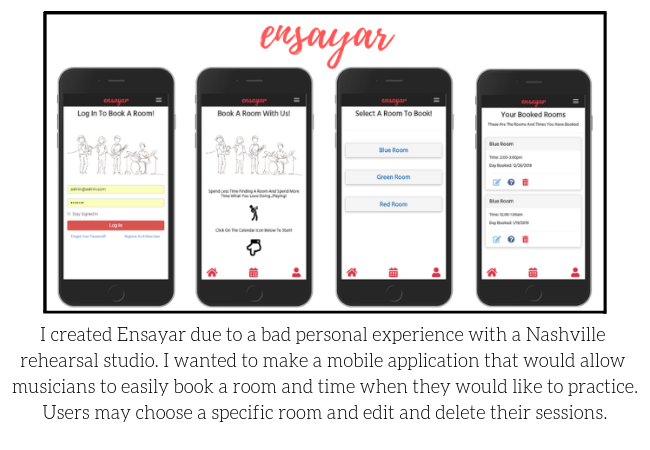 ensayar
ensayar
Log In To Book A Room!
admin@admin.com
Stay Signed In
Log In
Forgot Your Password?
Register As A New User
ensayar
Book A Room With Us!
Spend Less Time Finding A Room And Spend More
Time What You Love Doing...Playing!
Click On The Calendar Icon Below To Start!
ensayar
Select A Room To Book!
Blue Room
Green Room
Red Room
ensayar
Your Booked Rooms
These Are The Rooms And Times You Have Booked
Blue Room
Time: 2:00-3:00pm
Day Booked: 12/20/2018
Blue Room
Time: 12:00-1:00am
Day Booked: 1/13/2019
I created Ensayar due to a bad personal experience with a Nashville
rehearsal studio. I wanted to make a mobile application that would allow
musicians to easily book a room and time when they would like to practice.
Users may choose a specific room and edit and delete their sessions.